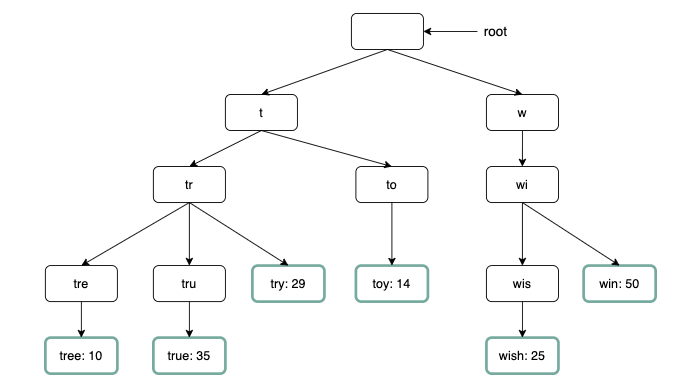 root
t
w
tr
to
wi
tre
tru
try: 29
toy: 14
wis
win: 50
tree: 10
true: 35
wish: 25